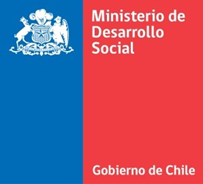 Ministerio de
Desarrollo
Social
Gobierno de Chile